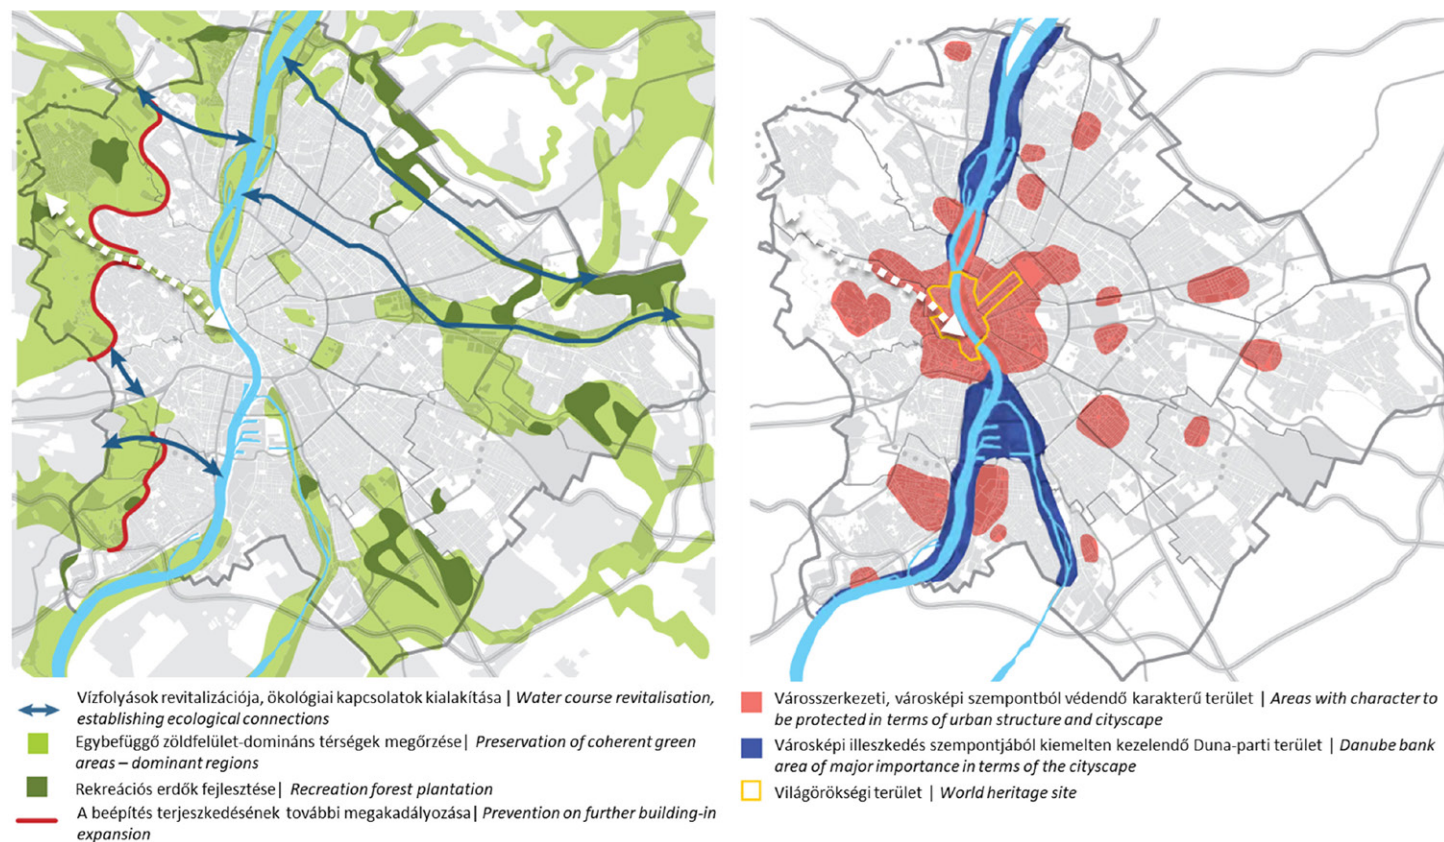 Vízfolyások revitalizációja, ökológiai kapcsolatok kialakítása | Water course revitalisation,
establishing ecological connections
Egybefüggő zöldfelület-domináns térségek megőrzése| Preservation of coherent green
areas – dominant regions
Rekreációs erdők fejlesztése| Recreation forest plantation
A beépítés terjeszkedésének további megakadályozása| Prevention on further building-in
expansion
Városszerkezeti, városképi szempontból védendő karakterű terület | Areas with character to
be protected in terms of urban structure and cityscape
Városképi illeszkedés szempontjából kiemelten kezelendő Duna-parti terület | Danube bank
area of major importance in terms of the cityscape
Világörökségi terület | World heritage site